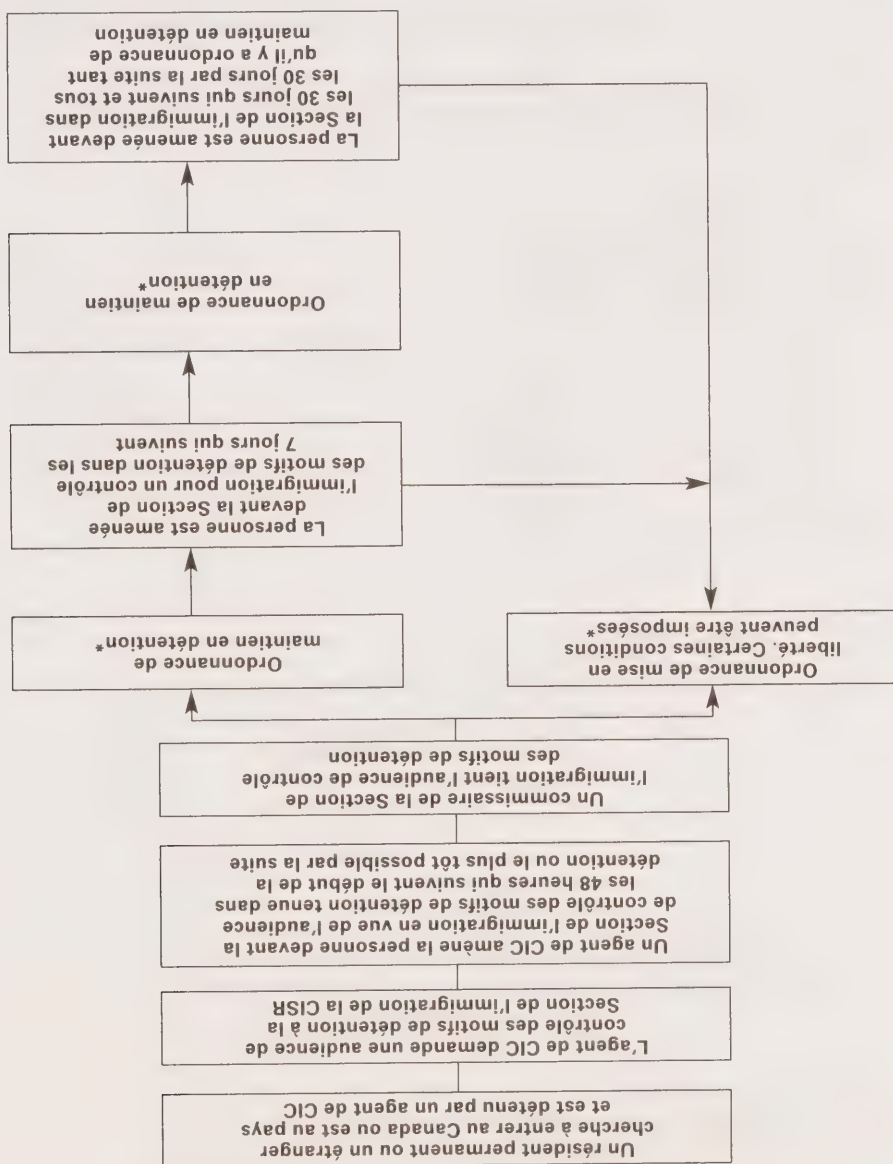 Un résident permanent ou un étranger
cherche à entrer au Canada ou est au pays
et est détenu par un agent de CIC
L'agent de CIC demande une audience de
contrôle des motifs de détention à la
Section de l'immigration de la CISR
Un agent de CIC amène la personne devant la
Section de l'immigration en vue de l'audience
de contrôle des motifs de détention tenue dans
les 48 heures qui suivent le début de la
détention ou le plus tôt possible par la suite
Un commissaire de la Section de
l'immigration tient l'audience de contrôle
des motifs de détention
Ordonnance de mise en
liberté. Certaines conditions
peuvent être imposées*
Ordonnance de
maintien en détention*
La personne est amenée
devant la Section de
l'immigration pour un contrôle
des motifs de détention dans les
7 jours qui suivent
Ordonnance de maintien
en détention*
La personne est amenée devant
la Section de l'immigration dans
les 30 jours qui suivent et tous
les 30 jours par la suite tant
qu'il y a ordonnance de
maintien en détention